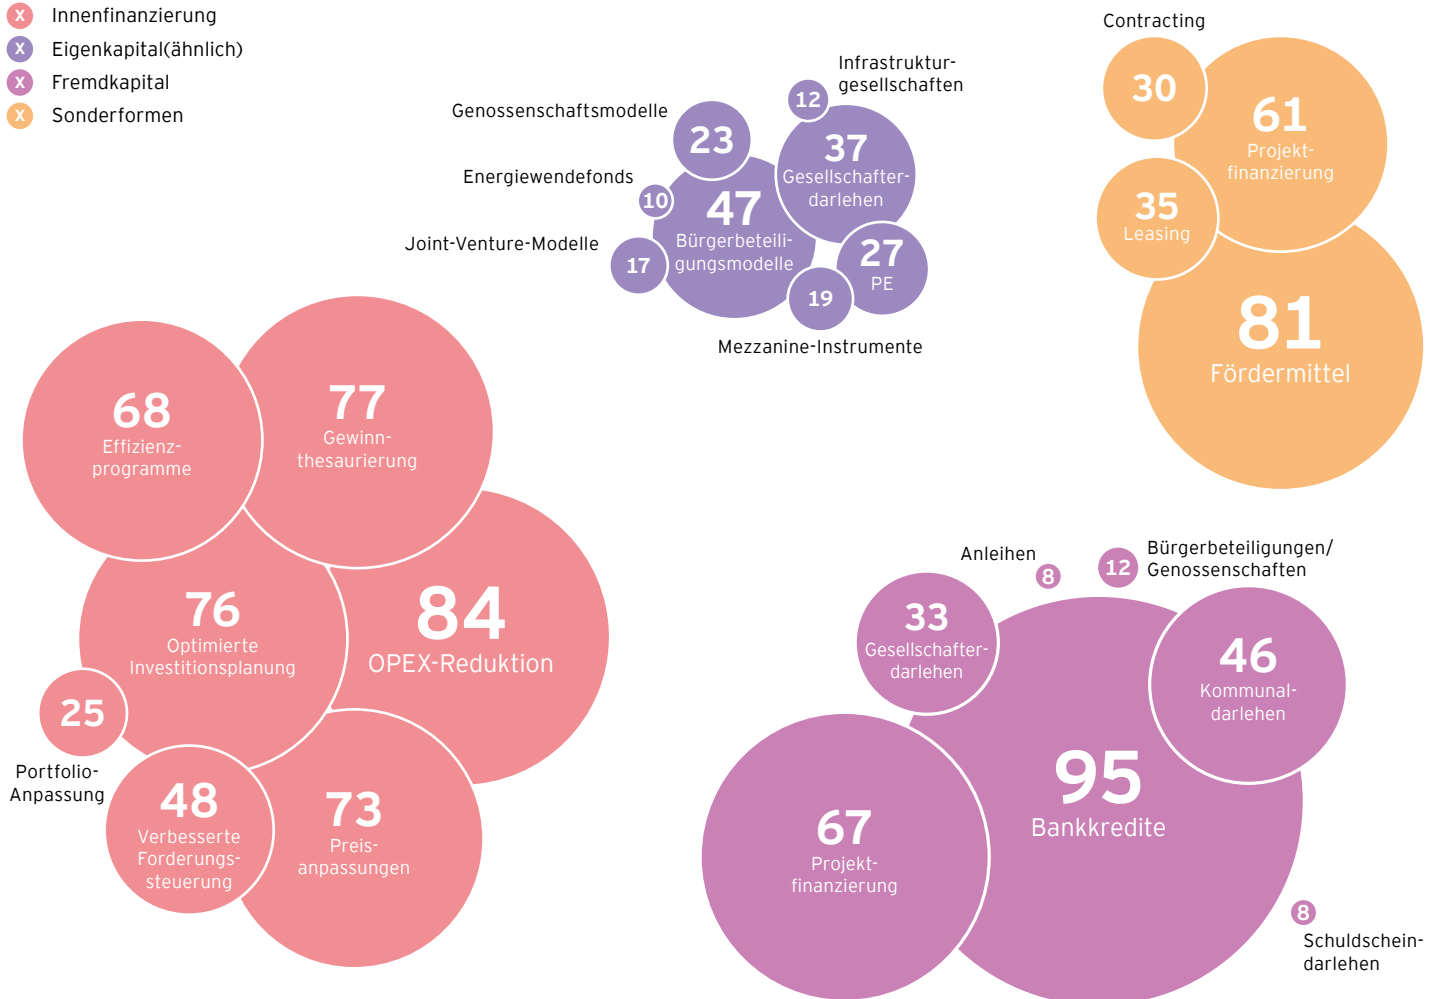 X Innenfinanzierung
X Eigenkapital(ähnlich)
X Fremdkapital
X Sonderformen
Infrastruktur-
gesellschaften
12
Genossenschaftsmodelle
23
37
Gesellschafter-
darlehen
Energiewendefonds
10
47
Bürgerbeteili-
gungsmodelle
Joint-Venture-Modelle
17
27
PE
19
Mezzanine-Instrumente
Contracting
30
61
Projekt-
finanzierung
35
Leasing
81
Fördermittel
68
Effizienz-
programme
77
Gewinn-
thesaurierung
76
Optimierte
Investitionsplanung
84
OPEX-Reduktion
25
Portfolio-
Anpassung
48
Verbesserte
Forderungs-
steuerung
73
Preis-
anpassungen
Anleihen
8
12
Bürgerbeteiligungen/
Genossenschaften
33
Gesellschafter-
darlehen
46
Kommunal-
darlehen
95
Bankkredite
67
Projekt-
finanzierung
8
Schuldschein-
darlehen